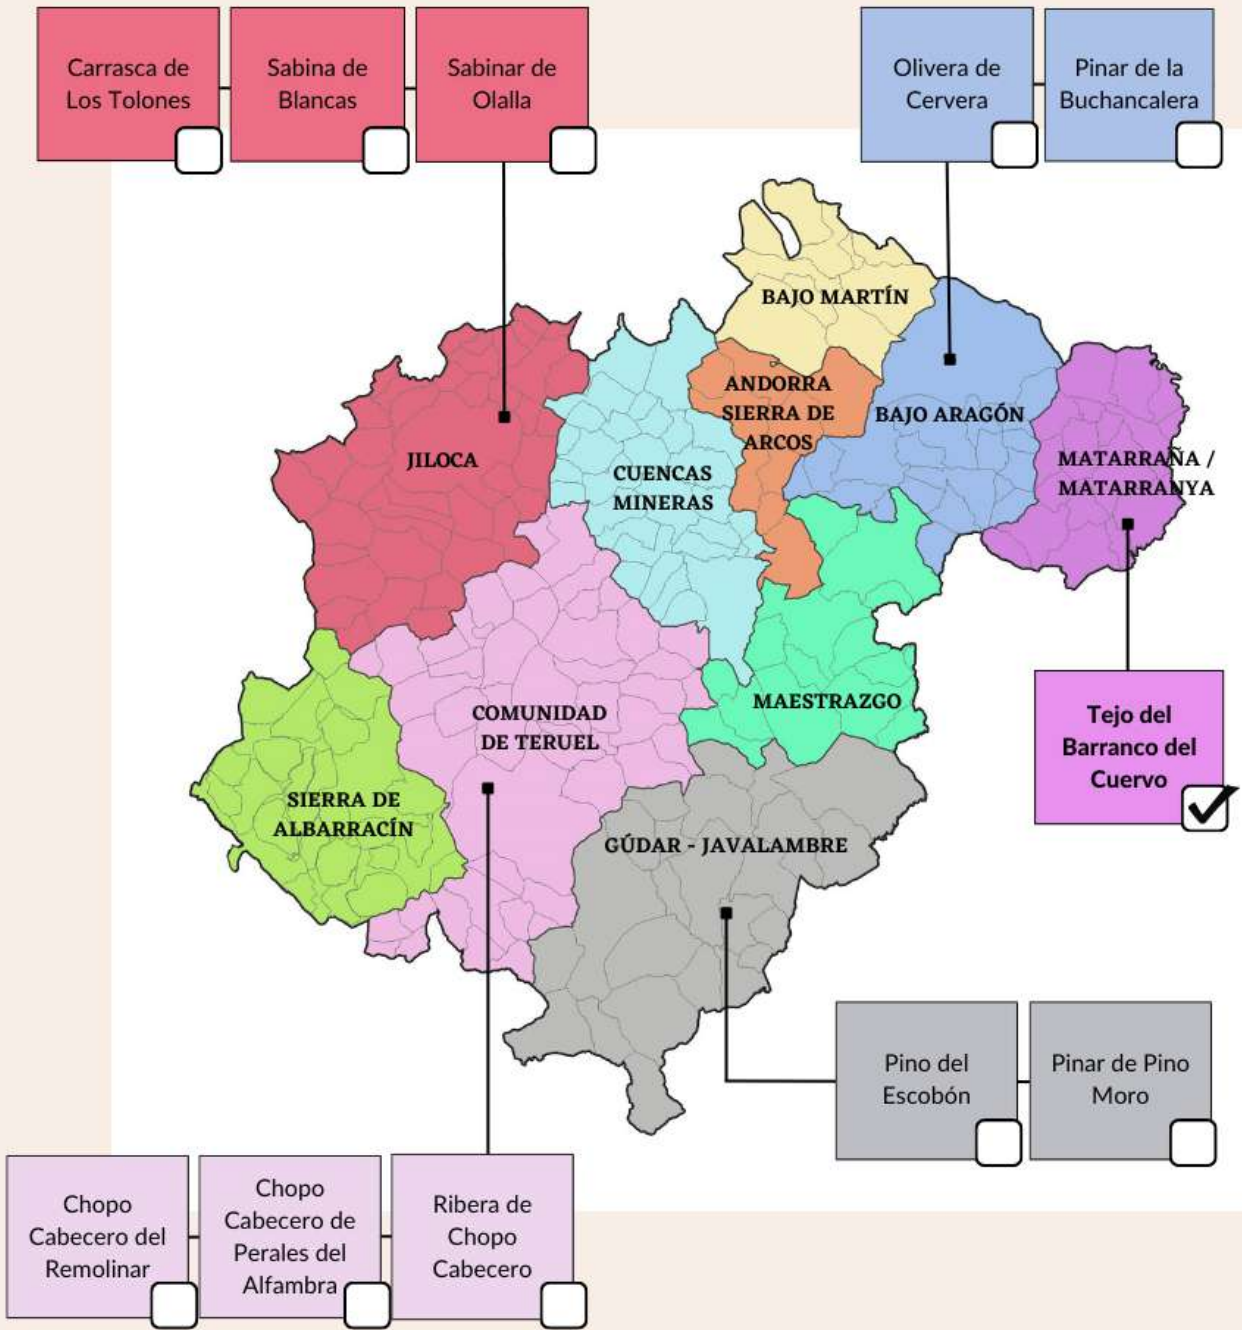 Carrasca de
Los Tolones
Sabina de
Blancas
Sabinar de
Olalla
Olivera de
Cervera
Pinar de la
Buchancalera
BAJO MARTÍN
ANDORRA
SIERRA DE
ARCOS
BAJO ARAGÓN
JILOCA
CUENCAS
MINERAS
MATARRAÑA /
MATARRANYA
MAESTRAZGO
COMUNIDAD
DE TERUEL
Tejo del
Barranco del
Cuervo
SIERRA DE
ALBARRACÍN
GÚDAR - JAVALAMBRE
Pino del
Escobón
Pinar de Pino
Moro
Chopo
Cabecero del
Remolinar
Chopo
Cabecero de
Perales del
Alfambra
Ribera de
Chopo
Cabecero